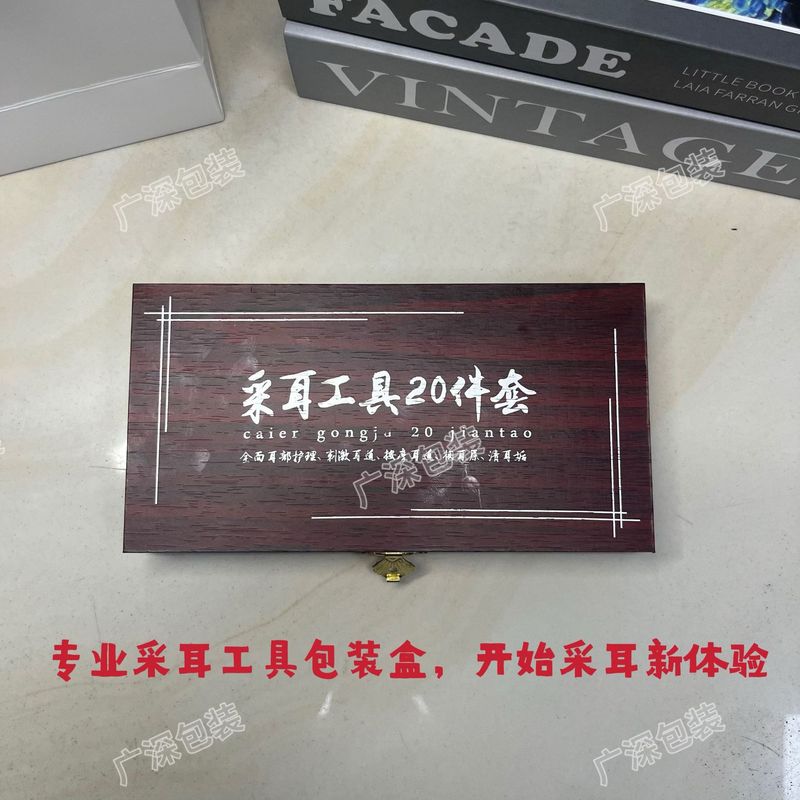 FACADE
LITTLE BOOK
LAIA FARRAN G
VINTAGE
广深包装
广深包装
采耳工具20件套
caier gongju 20 jiantao
全面耳部护理、刺激耳道、按摩耳道、祛耳屎、清耳垢
广深包装
专业采耳工具包装盒，开始采耳新体验
广深包装
广深包装